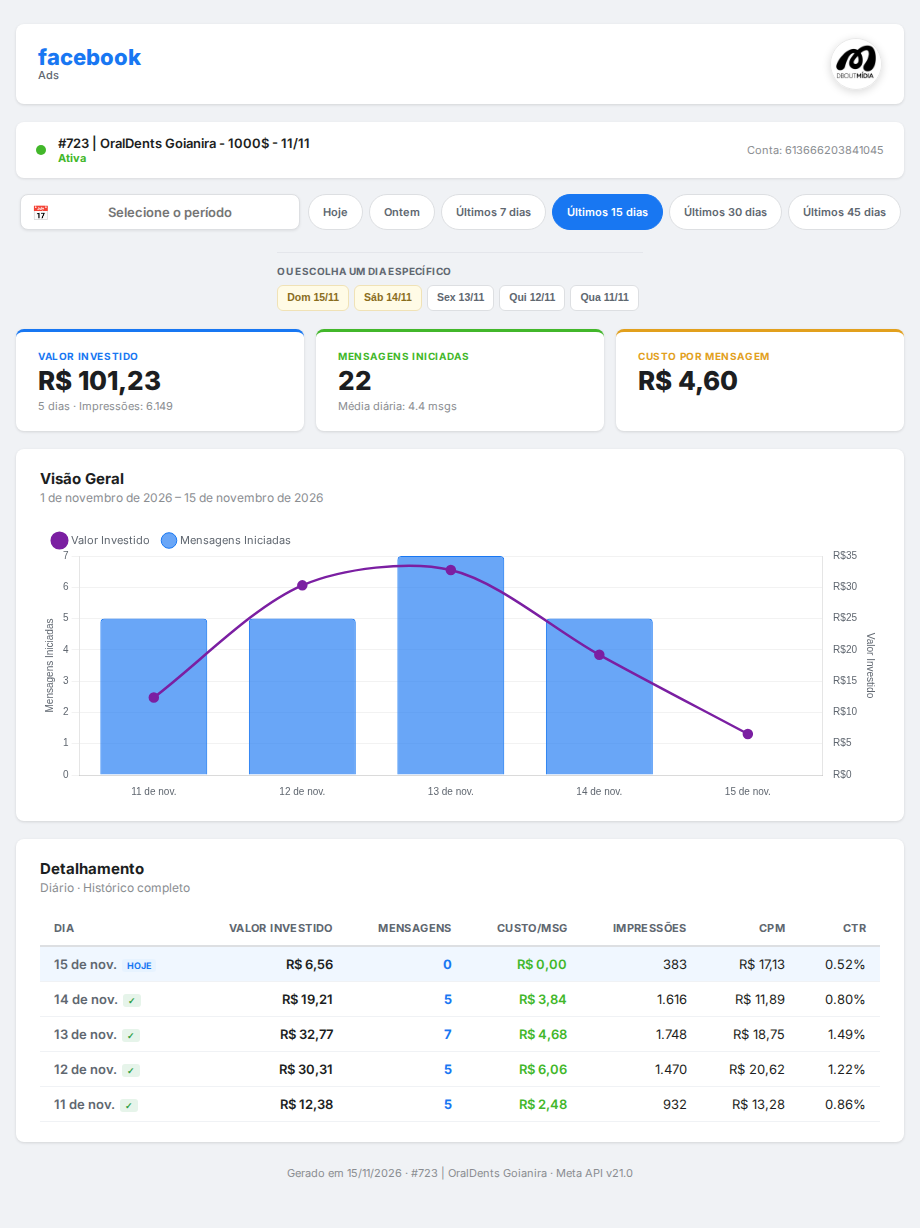 facebook
Ads
DBOUTMÍDIA
#723 | OralDents Goianira - 1000$ - 11/11
Ativa
Conta: 613666203841045
Selecione o período
Hoje
Ontem
Últimos 7 dias
Últimos 15 dias
Últimos 30 dias
Últimos 45 dias
OU ESCOLHA UM DIA ESPECÍFICO
Dom 15/11
Sáb 14/11
Sex 13/11
Qui 12/11
Qua 11/11
VALOR INVESTIDO
R$ 101,23
5 dias · Impressões: 6.149
MENSAGENS INICIADAS
22
Média diária: 4.4 msgs
CUSTO POR MENSAGEM
R$ 4,60
Visão Geral
1 de novembro de 2026 – 15 de novembro de 2026
Valor Investido
Mensagens Iniciadas
7
6
5
4
3
2
1
0
Mensagens Iniciadas
R$35
R$30
R$25
R$20
R$15
R$10
R$5
R$0
Valor Investido
11 de nov.
12 de nov.
13 de nov.
14 de nov.
15 de nov.
Detalhamento
Diário · Histórico completo
DIA VALOR INVESTIDO MENSAGENS CUSTO/MSG IMPRESSÕES CPM CTR
15 de nov. HOJE R$ 6,56 0 R$ 0,00 383 R$ 17,13 0.52%
14 de nov. ✓ R$ 19,21 5 R$ 3,84 1.616 R$ 11,89 0.80%
13 de nov. ✓ R$ 32,77 7 R$ 4,68 1.748 R$ 18,75 1.49%
12 de nov. ✓ R$ 30,31 5 R$ 6,06 1.470 R$ 20,62 1.22%
11 de nov. ✓ R$ 12,38 5 R$ 2,48 932 R$ 13,28 0.86%
Gerado em 15/11/2026 · #723 | OralDents Goianira · Meta API v21.0